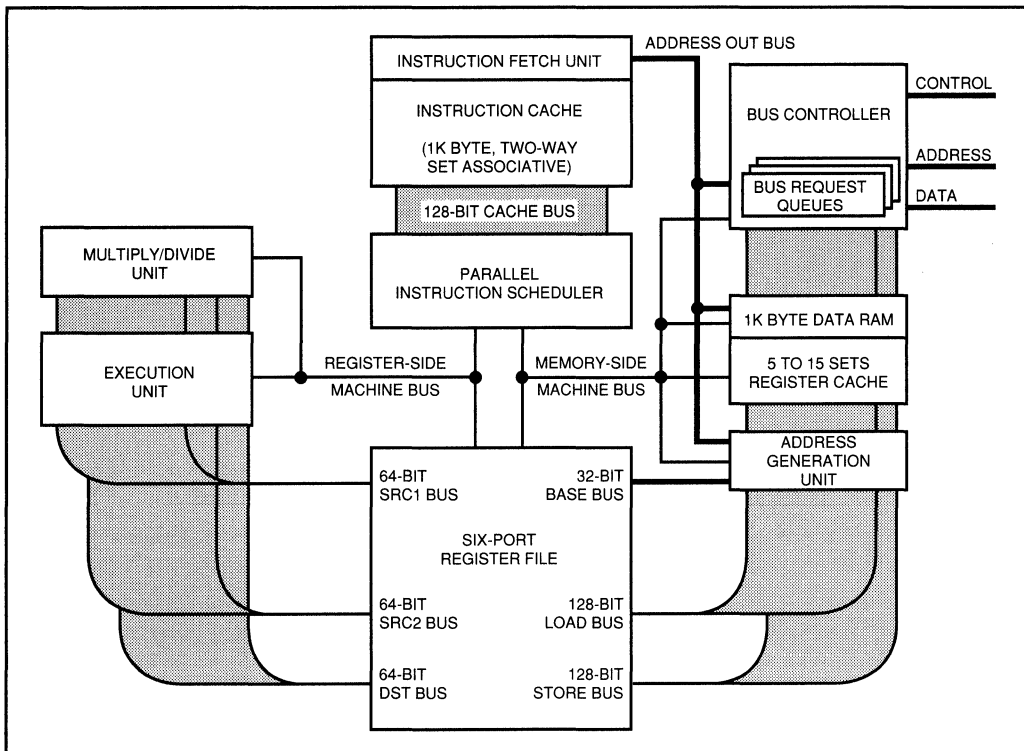 INSTRUCTION FETCH UNIT
ADDRESS OUT BUS
INSTRUCTION CACHE
(1K BYTE, TWO-WAY
SET ASSOCIATIVE)
128-BIT CACHE BUS
PARALLEL
INSTRUCTION SCHEDULER
BUS CONTROLLER
BUS REQUEST
QUEUES
CONTROL
ADDRESS
DATA
MULTIPLY/DIVIDE
UNIT
EXECUTION
UNIT
REGISTER-SIDE
MACHINE BUS
MEMORY-SIDE
MACHINE BUS
1K BYTE DATA RAM
5 TO 15 SETS
REGISTER CACHE
ADDRESS
GENERATION
UNIT
64-BIT
SRC1 BUS
32-BIT
BASE BUS
SIX-PORT
REGISTER FILE
64-BIT
SRC2 BUS
128-BIT
LOAD BUS
64-BIT
DST BUS
128-BIT
STORE BUS